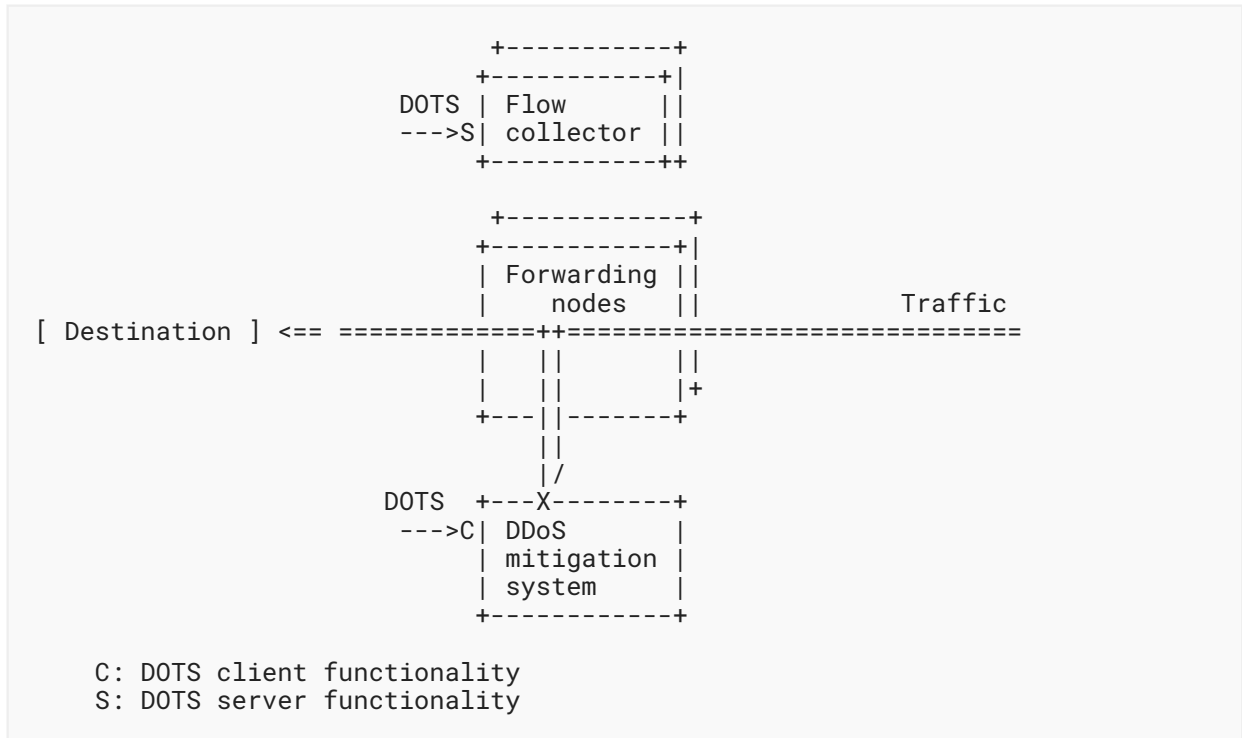 +-----------+
                             +-----------+|
                        DOTS | Flow      ||
                        --->S| collector ||
                             +-----------++

                              +------------+
                             +------------+|
                             | Forwarding ||
                             |    nodes   ||             Traffic
[ Destination ] <== =============++==============================
                             |   ||       ||
                             |   ||       |+
                             +---||-------+
                                 ||
                                 |/
                       DOTS  +---X--------+
                        --->C| DDoS       |
                             | mitigation |
                             | system     |
                             +------------+

    C: DOTS client functionality
    S: DOTS server functionality